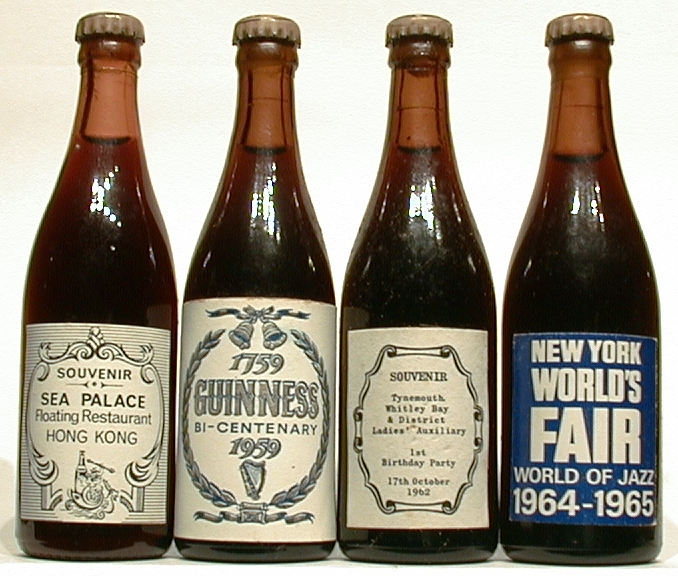 SOUVENIR
SEA PALACE
Floating Restaurant
HONG KONG
1759
GUINNESS
BI-CENTENARY
1959
SOUVENIR
Tynemouth
Whitley Bay
& District
Ladies' Auxiliary
1st
Birthday Party
17th October
1962
NEW YORK
WORLD'S
FAIR
WORLD OF JAZZ
1964-1965